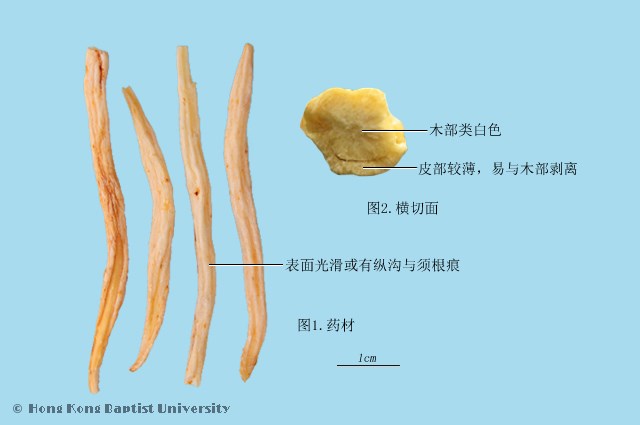 木部类白色
皮部较薄，易与木部剥离
图2.横切面
表面光滑或有纵沟与须根痕
图1.药材
1cm
© Hong Kong Baptist University